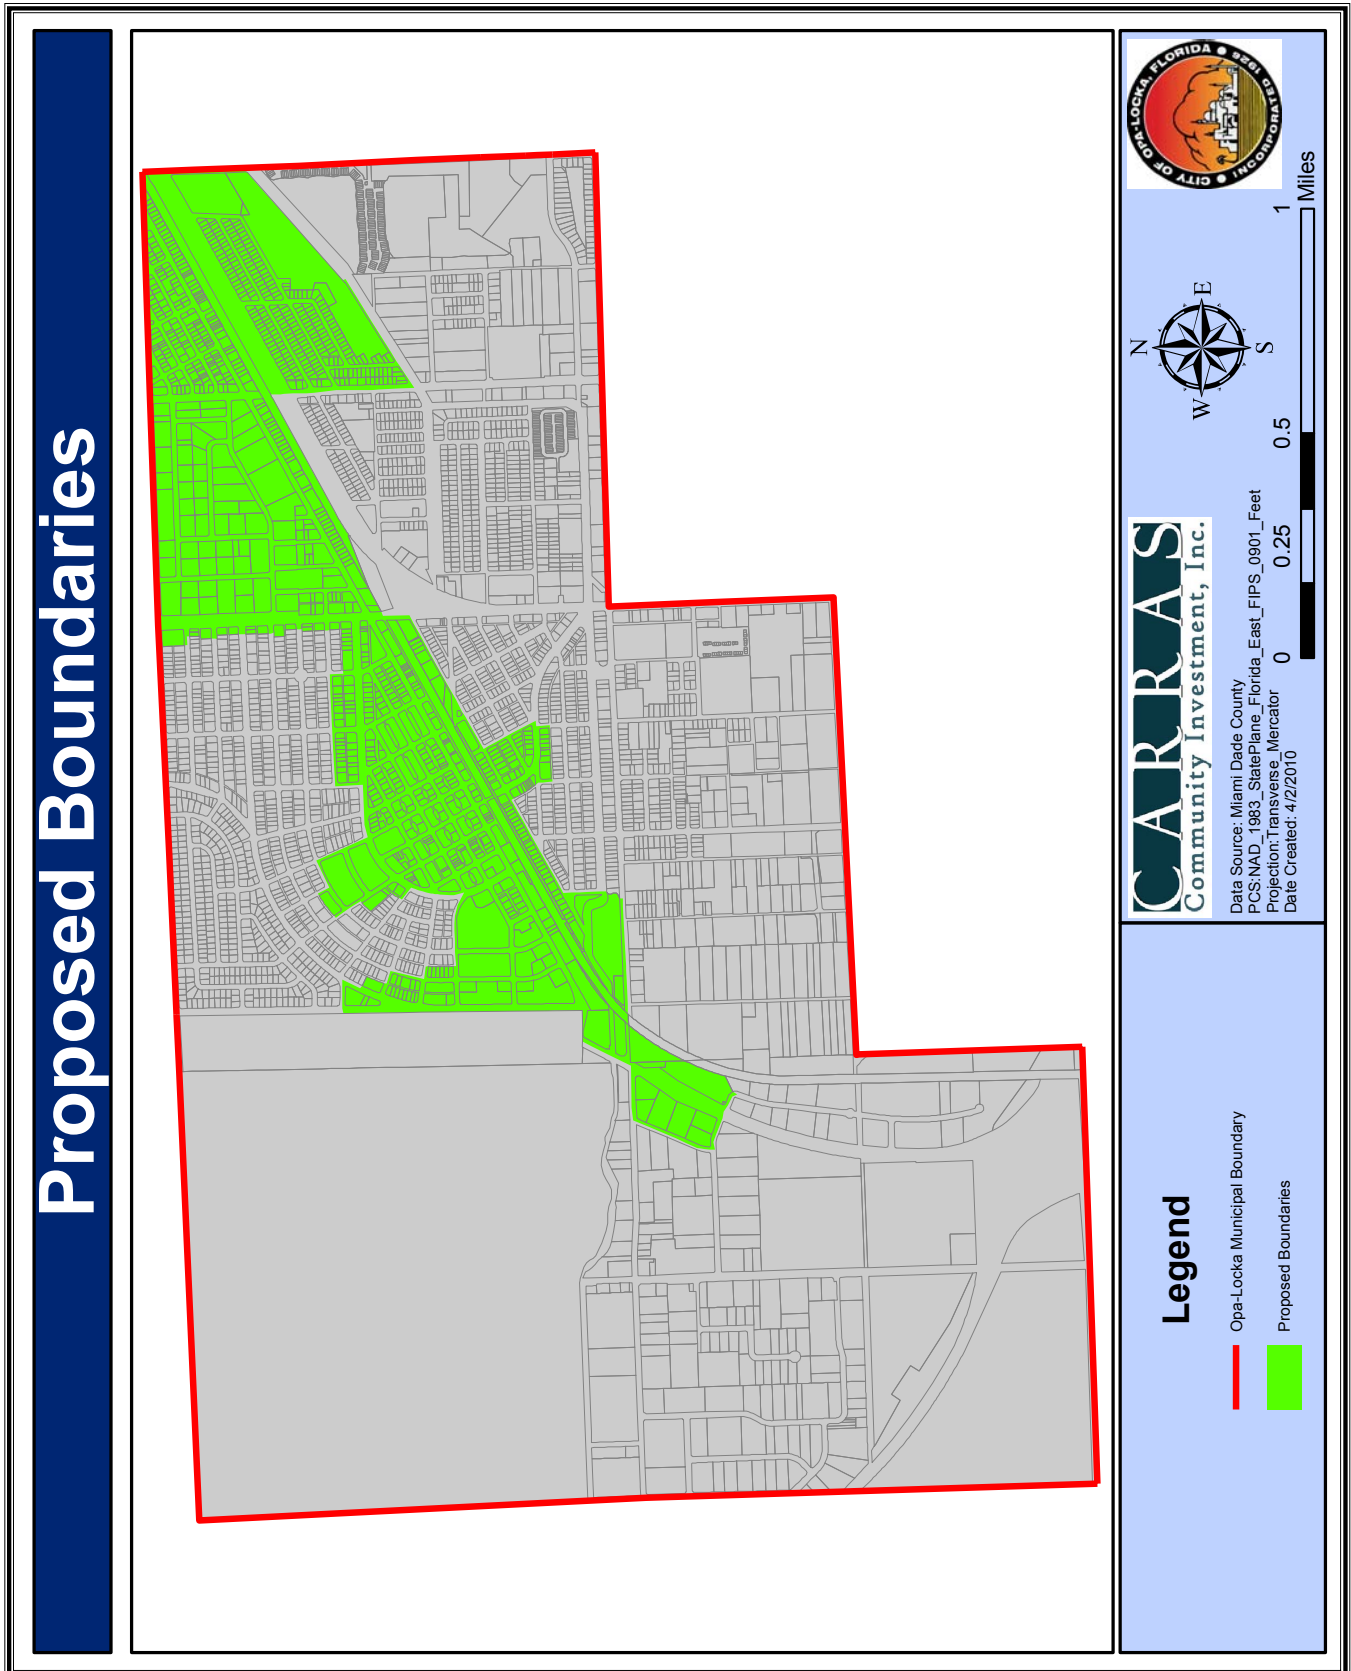 Proposed Boundaries
CITY OF OPA-LOCKA, FLORIDA
INCORPORATED 1926
N
W
E
S
0
0.25
0.5
1
Miles
CARRAS
Community Investment, Inc.
Data Source: Miami Dade County
PCS:NAD_1983_StatePlane_Florida_East_FIPS_0901_Feet
Projection:Transverse_Mercator
Date Created: 4/2/2010
Legend
Opa-Locka Municipal Boundary
Proposed Boundaries